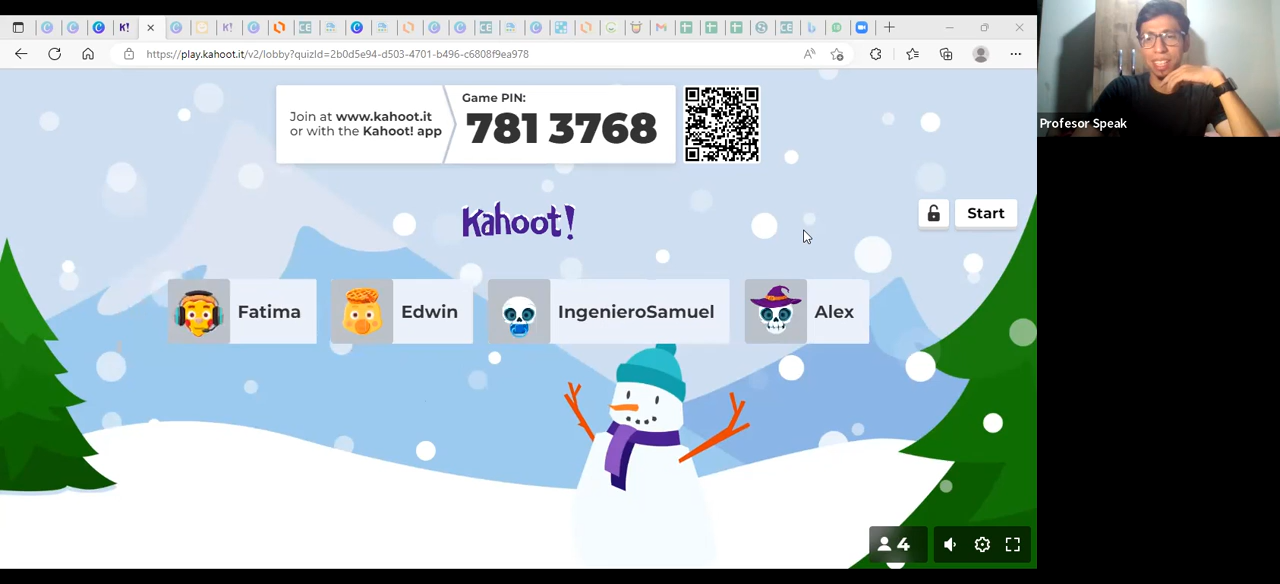 https://play.kahoot.it/v2/lobby?quizId=2b0d5e94-d503-4701-b496-c6808f9ea978
Join at www.kahoot.it
or with the Kahoot! app
Game PIN:
781 3768
Profesor Speak
Kahoot!
Start
Fatima
Edwin
IngenieroSamuel
Alex
4